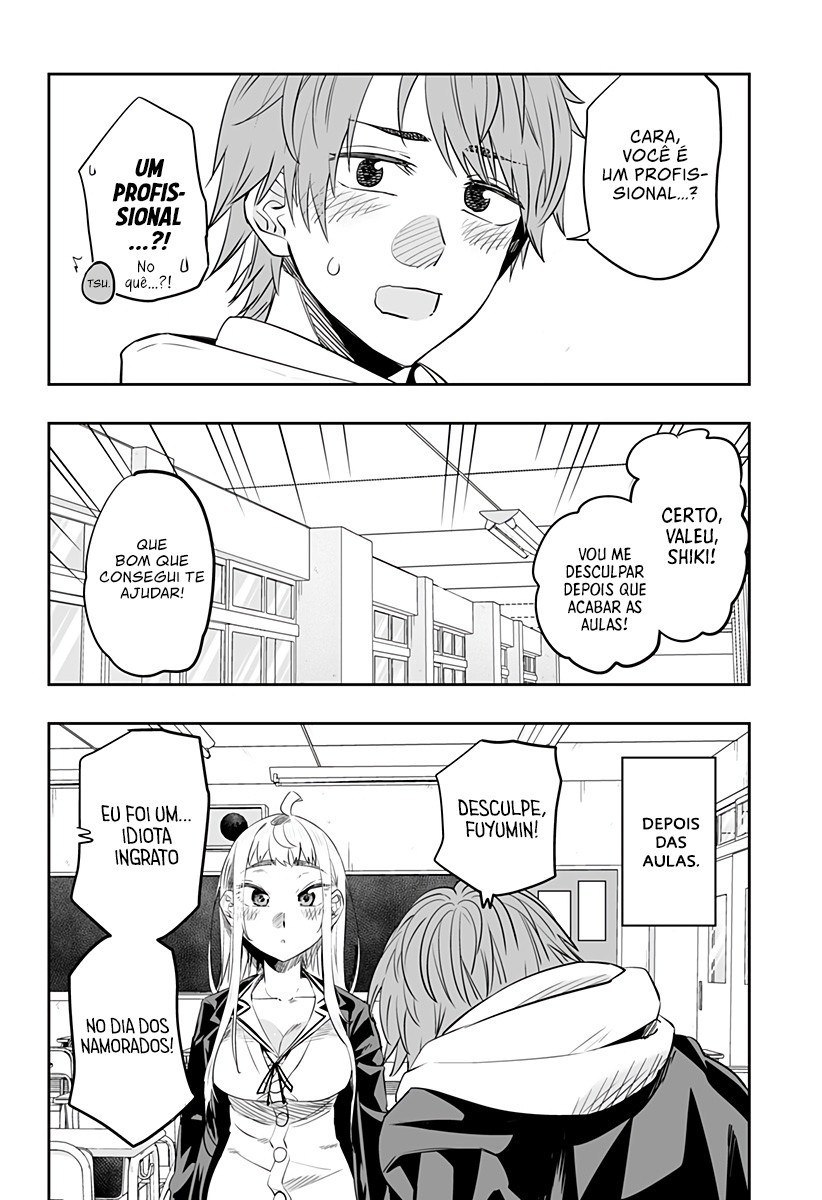 CARA,
VOCÊ É
UM PROFIS-
SIONAL...?
UM
PROFIS-
SIONAL
...?!
No
quê...?!
TSU.
CERTO,
VALEU,
SHIKI!
VOU ME
DESCULPAR
DEPOIS QUE
ACABAR AS
AULAS!
QUE
BOM QUE
CONSEGUI TE
AJUDAR!
DEPOIS
DAS
AULAS.
DESCULPE,
FUYUMIN!
EU FOI UM...
IDIOTA
INGRATO
NO DIA DOS
NAMORADOS!